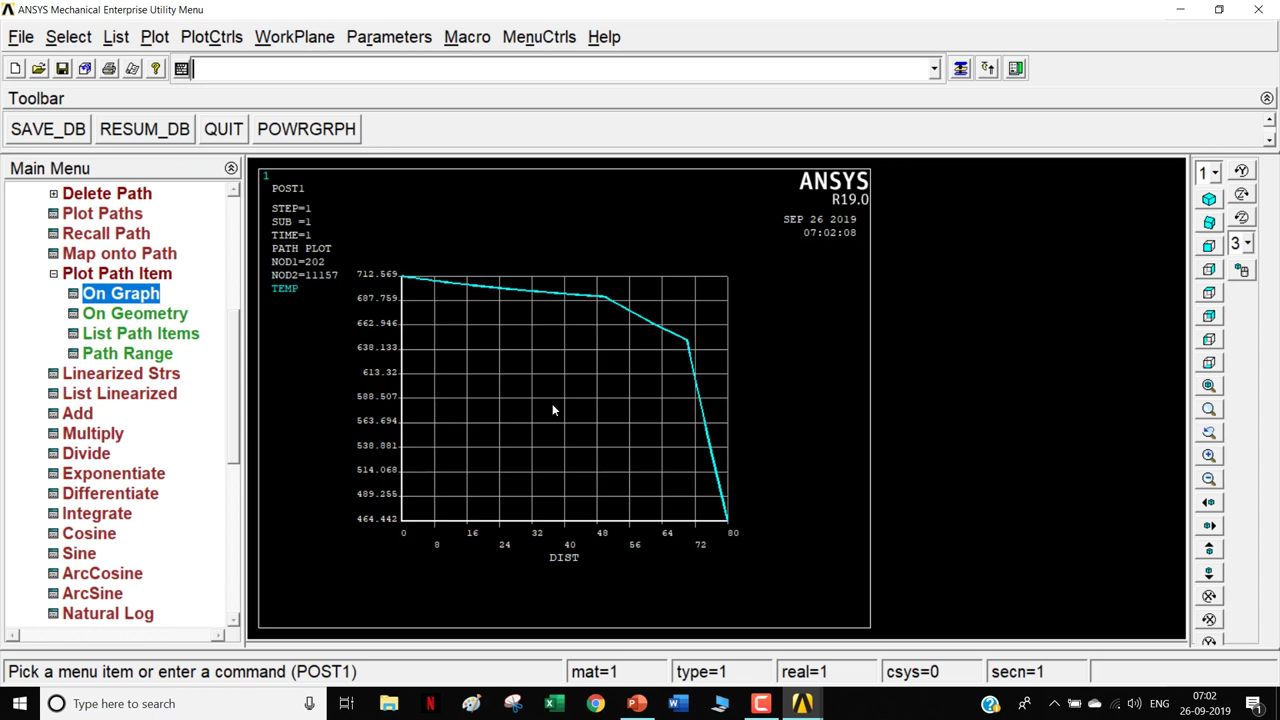 ANSYS Mechanical Enterprise Utility Menu
File Select List Plot PlotCtrls WorkPlane Parameters Macro MenuCtrls Help
Toolbar
SAVE_DB RESUM_DB QUIT POWRGRPH
Main Menu
Delete Path
Plot Paths
Recall Path
Map onto Path
Plot Path Item
On Graph
On Geometry
List Path Items
Path Range
Linearized Strs
List Linearized
Add
Multiply
Divide
Exponentiate
Differentiate
Integrate
Cosine
Sine
ArcCosine
ArcSine
Natural Log
1
POST1
STEP=1
SUB =1
TIME=1
PATH PLOT
NOD1=202
NOD2=11157
TEMP
ANSYS
R19.0
SEP 26 2019
07:02:08
712.569
687.759
662.946
638.133
613.32
588.507
563.694
538.881
514.068
489.255
464.442
0 16 32 48 64 80
8 24 40 56 72
DIST
1
3
Pick a menu item or enter a command (POST1) mat=1 type=1 real=1 csys=0 secn=1
Type here to search
ENG
07:02
26-09-2019